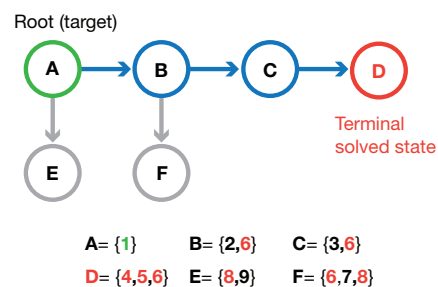 Root (target)
A
B
C
D
Terminal
solved state
E
F
A= {1} B= {2,6} C= {3,6}
D= {4,5,6} E= {8,9} F= {6,7,8}